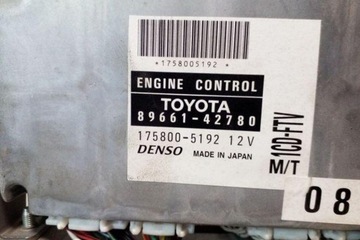 *1758005192*
ENGINE CONTROL
TOYOTA
89661-42780
175800-5192 12V
DENSO MADE IN JAPAN
1CD-FTV
M/T
08